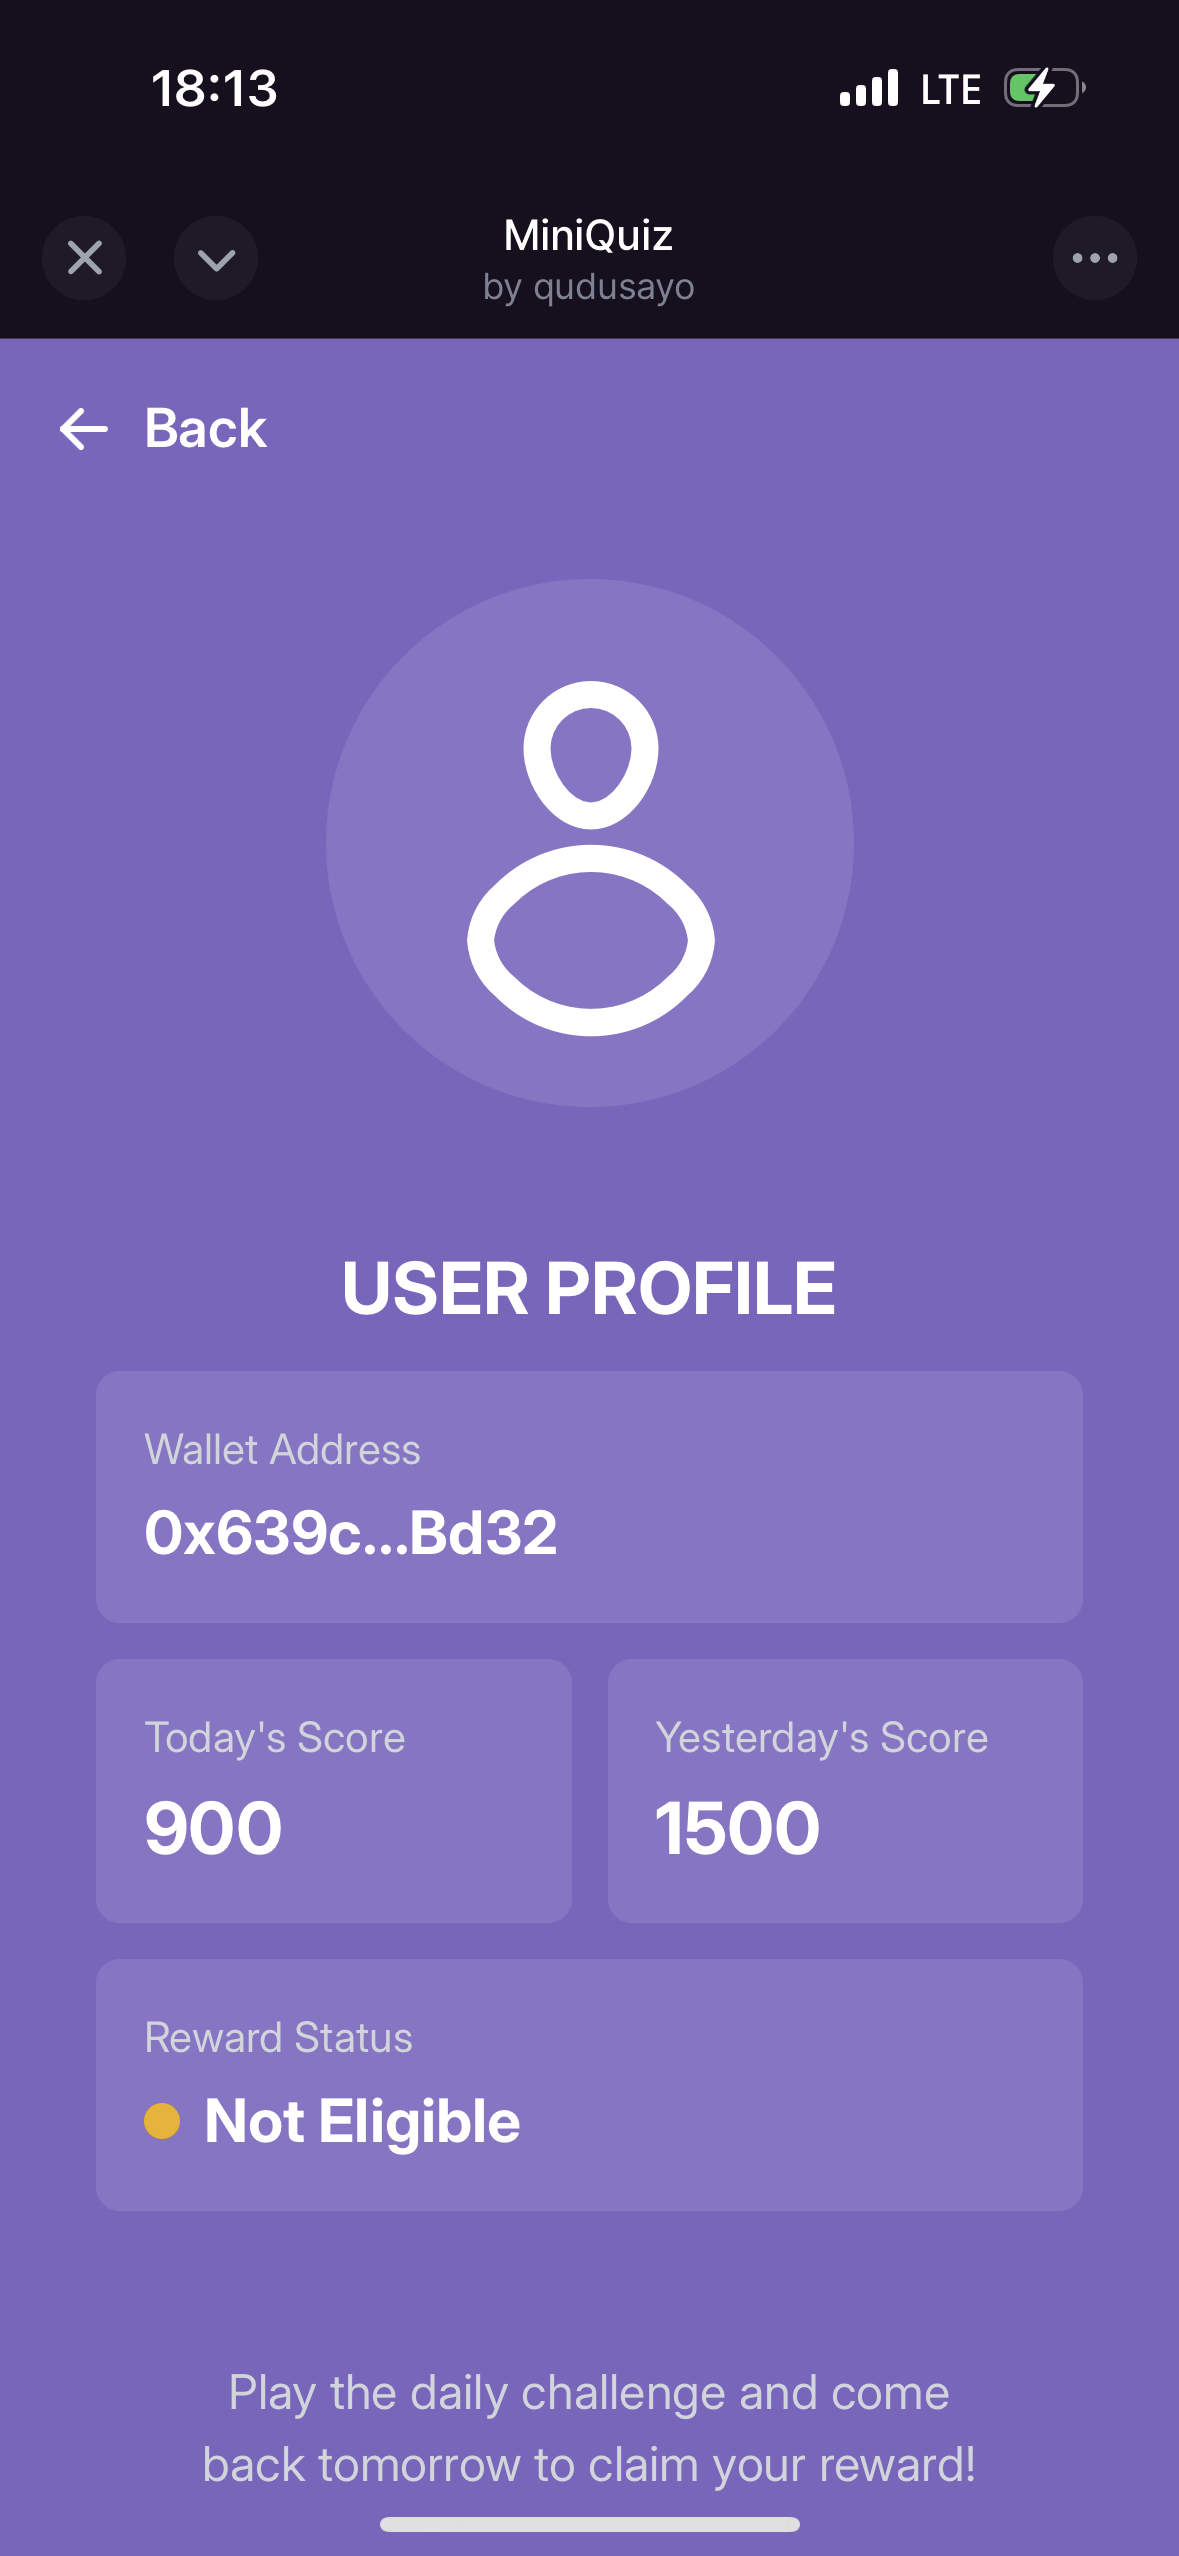 18:13
LTE
MiniQuiz
by qudusayo
Back
USER PROFILE
Wallet Address
0x639c...Bd32
Today's Score
900
Yesterday's Score
1500
Reward Status
Not Eligible
Play the daily challenge and come
back tomorrow to claim your reward!